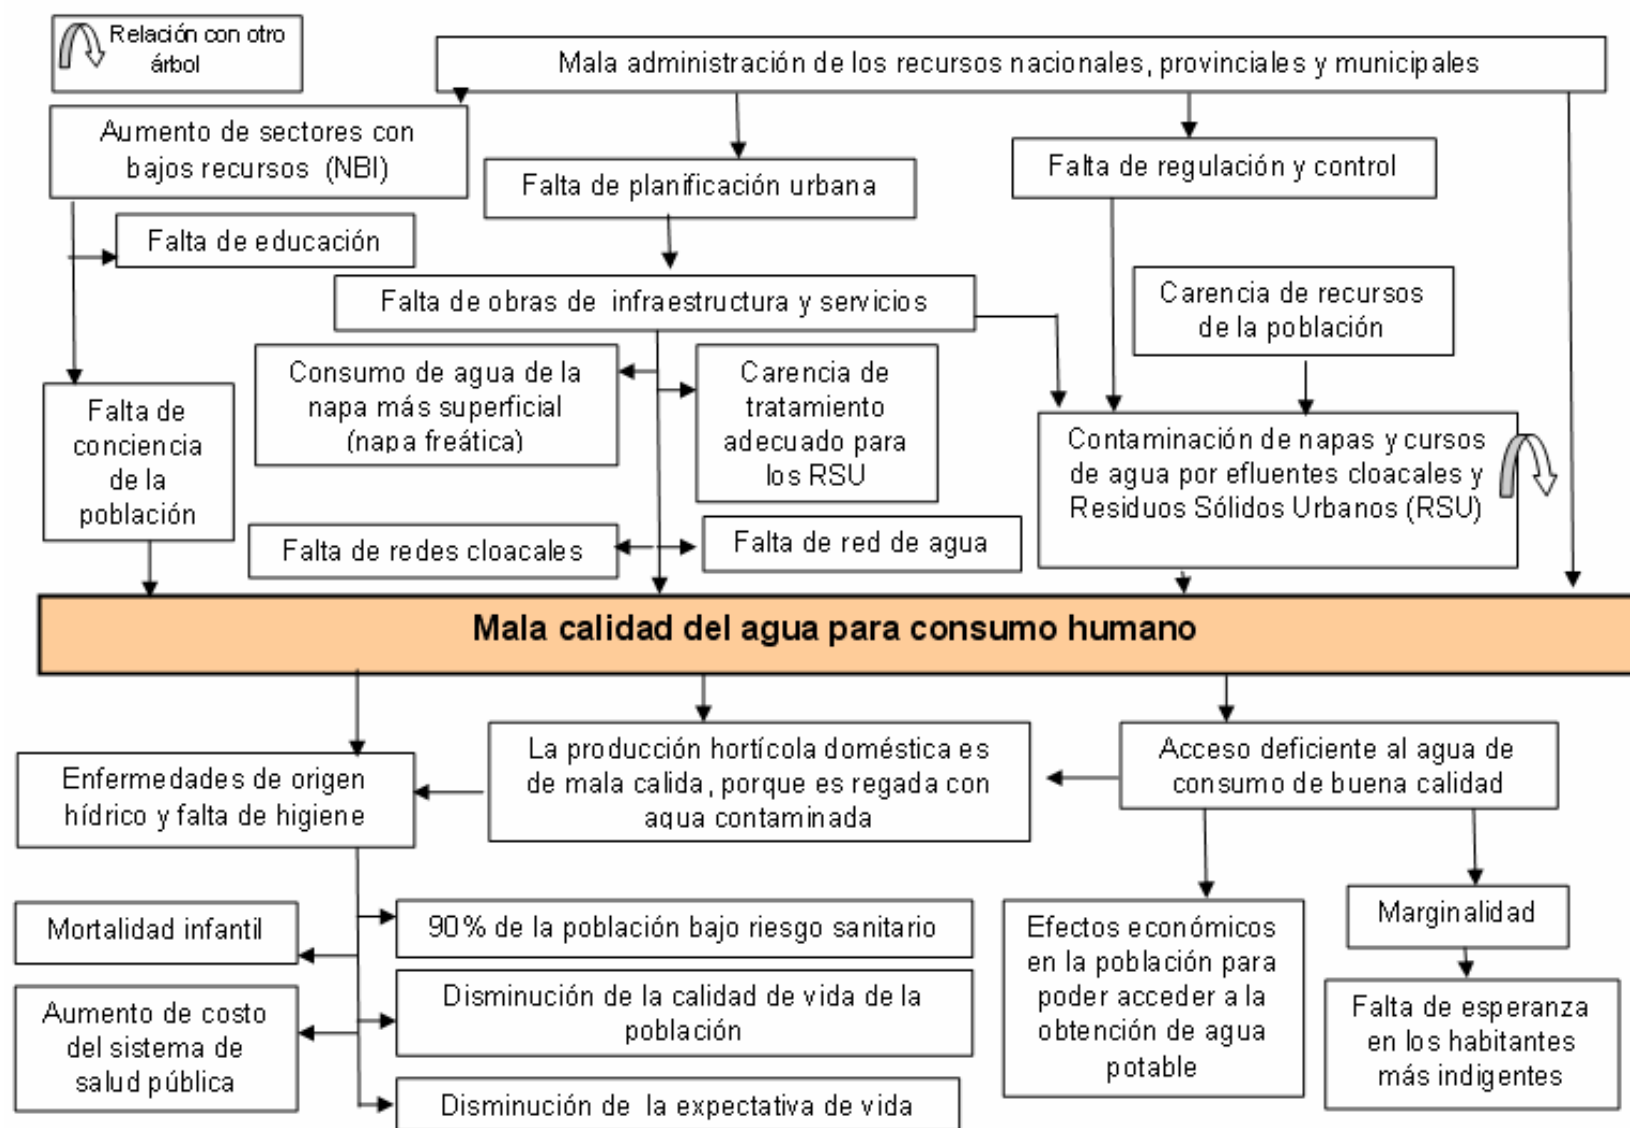 Relación con otro
árbol
Mala administración de los recursos nacionales, provinciales y municipales
Aumento de sectores con
bajos recursos (NBI)
Falta de planificación urbana
Falta de regulación y control
Falta de educación
Falta de obras de infraestructura y servicios
Carencia de recursos
de la población
Consumo de agua de la
napa más superficial
(napa freática)
Carencia de
tratamiento
adecuado para
los RSU
Falta de
conciencia
de la
población
Contaminación de napas y cursos
de agua por efluentes cloacales y
Residuos Sólidos Urbanos (RSU)
Falta de redes cloacales
Falta de red de agua
Mala calidad del agua para consumo humano
Enfermedades de origen
hídrico y falta de higiene
La producción hortícola doméstica es
de mala calida, porque es regada con
agua contaminada
Acceso deficiente al agua de
consumo de buena calidad
Mortalidad infantil
90% de la población bajo riesgo sanitario
Efectos económicos
en la población para
poder acceder a la
obtención de agua
potable
Marginalidad
Aumento de costo
del sistema de
salud pública
Disminución de la calidad de vida de la
población
Falta de esperanza
en los habitantes
más indigentes
Disminución de la expectativa de vida